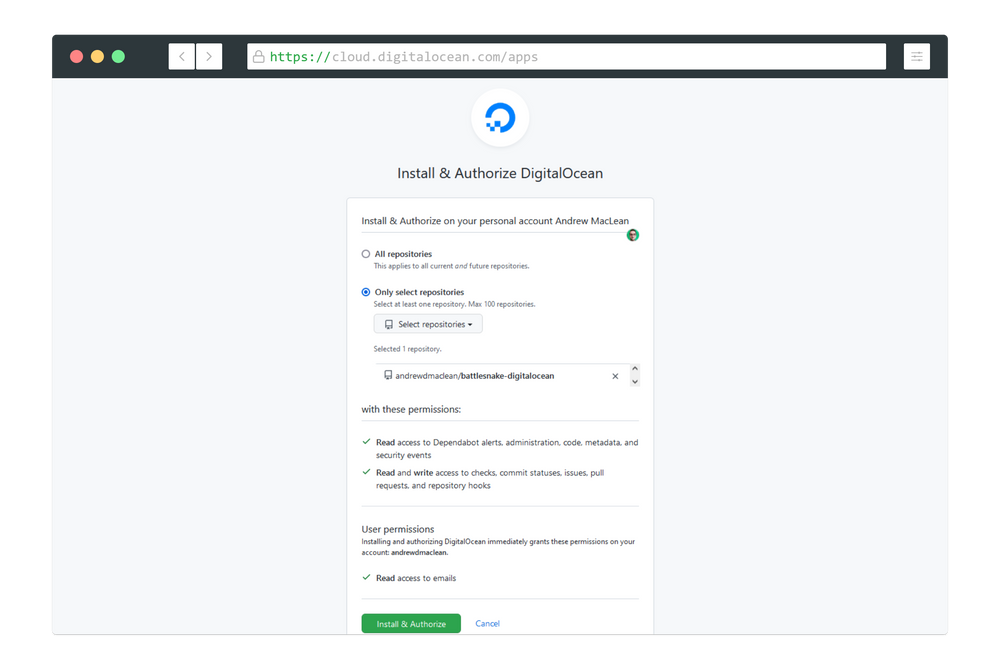 https://cloud.digitalocean.com/apps
Install & Authorize DigitalOcean
Install & Authorize on your personal account Andrew MacLean
All repositories
This applies to all current and future repositories.
Only select repositories
Select at least one repository. Max 100 repositories.
Select repositories
Selected 1 repository.
andrewdmaclean/battlesnake-digitalocean
with these permissions:
Read access to Dependabot alerts, administration, code, metadata, and
security events
Read and write access to checks, commit statuses, issues, pull
requests, and repository hooks
User permissions
Installing and authorizing DigitalOcean immediately grants these permissions on your
account: andrewdmaclean.
Read access to emails
Install & Authorize Cancel